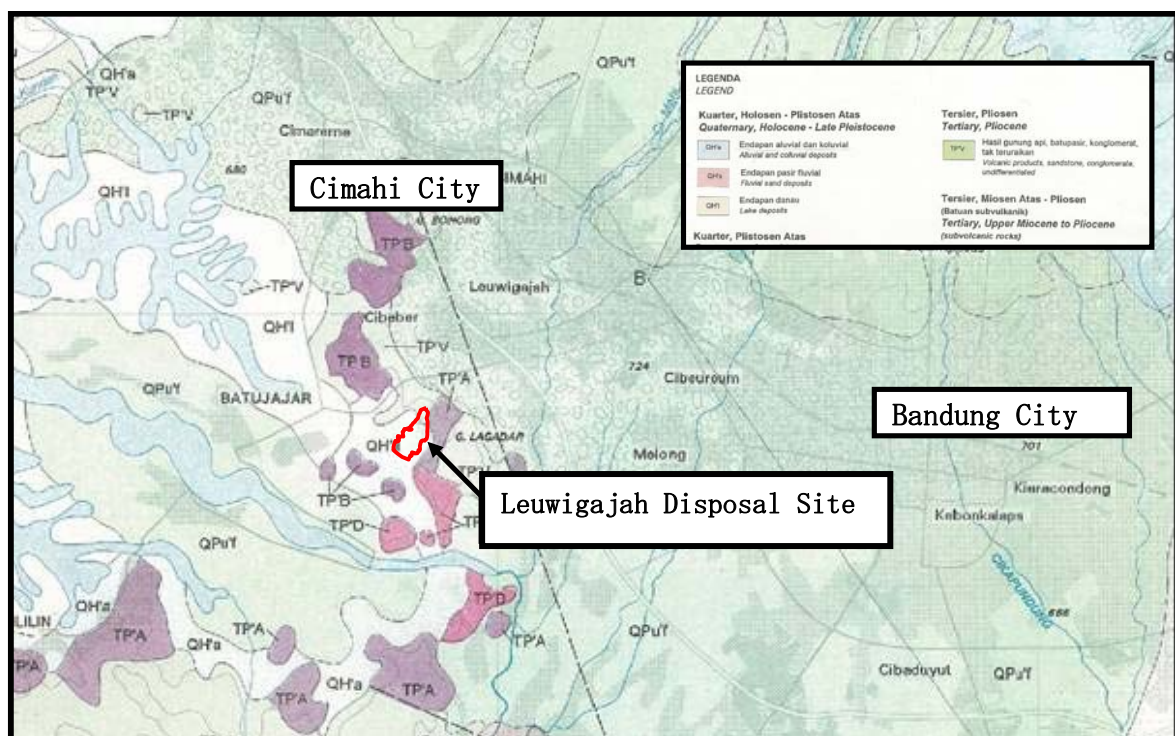 QH'a
TP'V
QPu'f
TP'V
Cimareme
680
QH'l
Cimahi City
TP'B
TP'V
QH'l
Cibeber
TP'V
TP'B
TP'A
QPu'f
BATUJAJAR
QH'l
G. LAGADAR
TP'B
TP'D
QPu'f
QH'a
TP'A
TP'A
QH'a
TP'A
QH'a
TP'A
TP'D
TP'A
QPu'f
Leuwigajah
B
724
Cibeureum
Melong
Leuwigajah Disposal Site
Bandung City
701
Kiaracondong
Kebonkalapa
CIKAPUNDUNG
666
Cibaduyut
QPu'f
QPu'f
LEGENDA
LEGEND
Kuarter, Holosen - Plistosen Atas
Quaternary, Holocene - Late Pleistocene
QH'a
Endapan aluvial dan koluvial
Alluvial and colluvial deposits
QH's
Endapan pasir fluvial
Fluvial sand deposits
QH'l
Endapan danau
Lake deposits
Kuarter, Plistosen Atas
Tersier, Pliosen
Tertiary, Pliocene
TP'V
Hasil gunung api, batupasir, konglomerat,
tak teruraikan
Volcanic products, sandstone, conglomerate,
undifferentiated
Tersier, Miosen Atas - Pliosen
(Batuan subvulkanik)
Tertiary, Upper Miocene to Pliocene
(subvolcanic rocks)